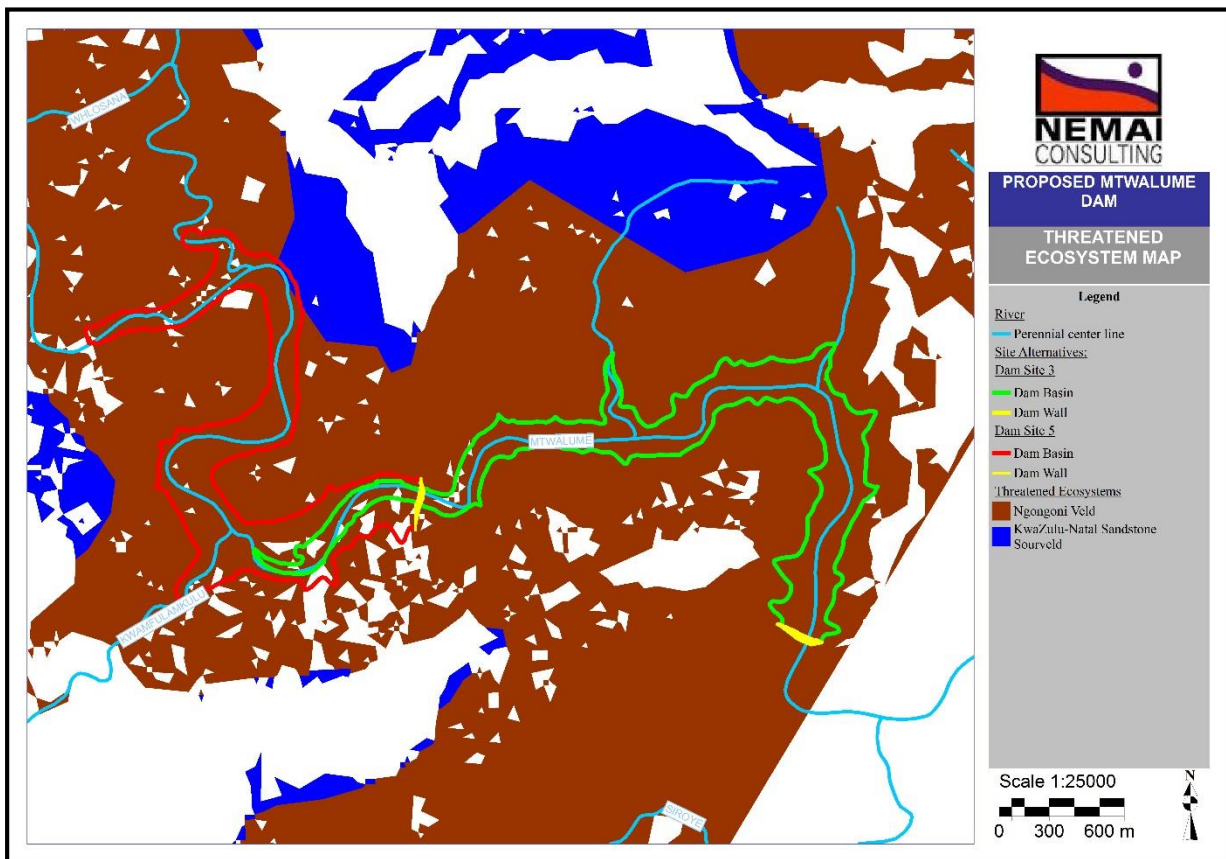 WHLOSANA
MTWALUME
KWAMFULAMKULU
SIROYE
NEMAI
CONSULTING
PROPOSED MTWALUME
DAM
THREATENED
ECOSYSTEM MAP
Legend
River
Perennial center line
Site Alternatives:
Dam Site 3
Dam Basin
Dam Wall
Dam Site 5
Dam Basin
Dam Wall
Threatened Ecosystems
Ngongoni Veld
KwaZulu-Natal Sandstone
Sourveld
Scale 1:25000
N
0 300 600 m